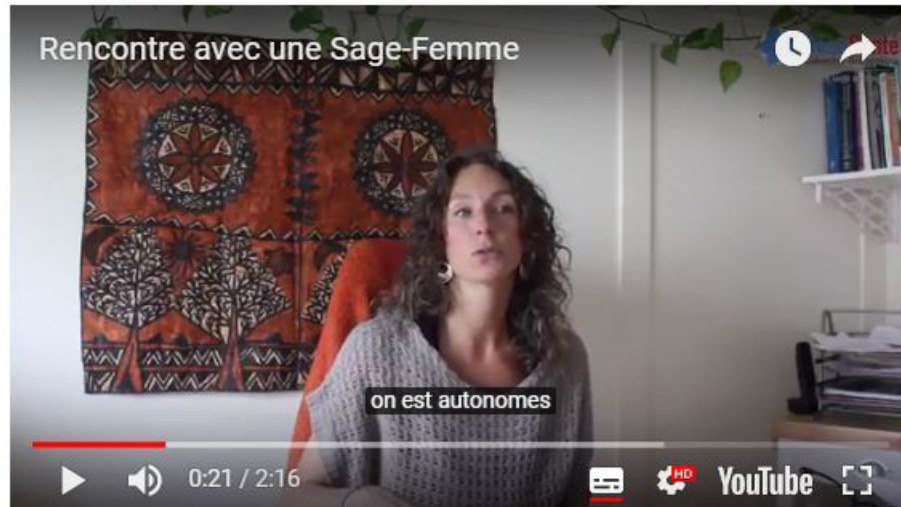 Rencontre avec une Sage-Femme
on est autonomes
0:21 / 2:16
HD
YouTube